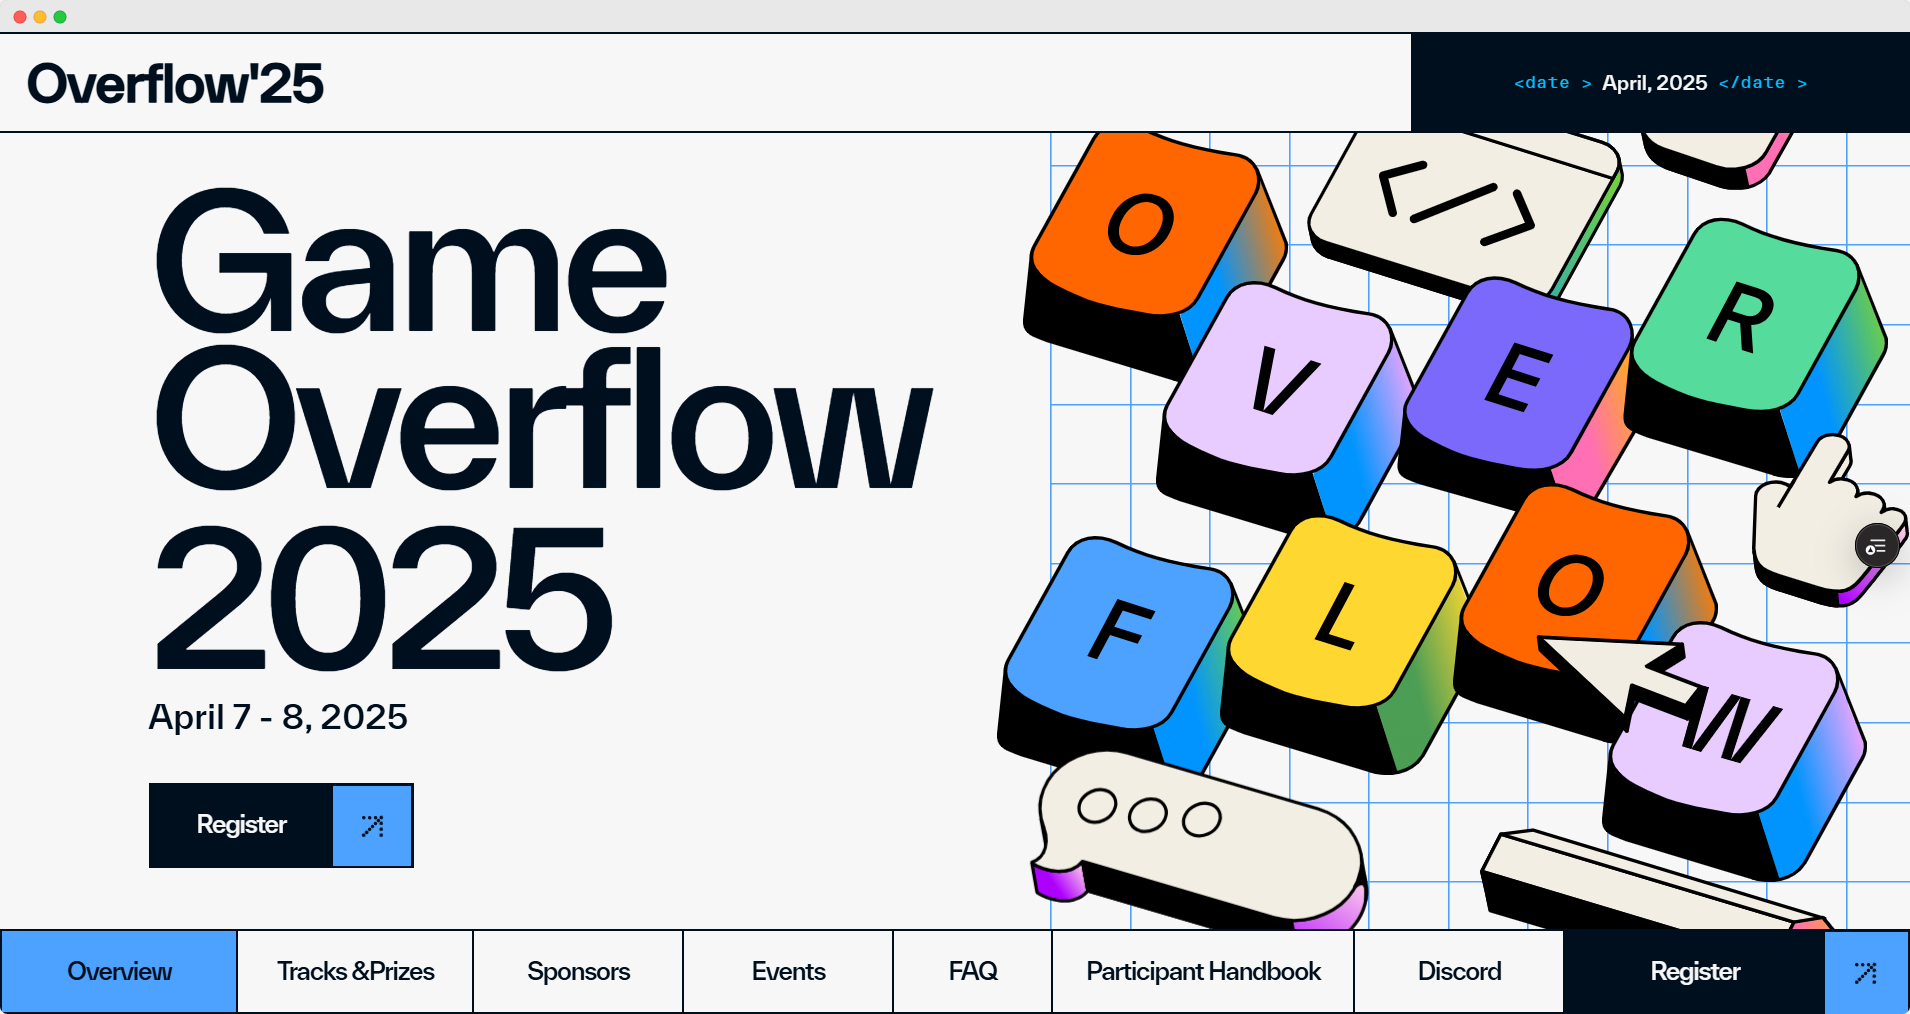 Overflow'25
<date > April, 2025 </date >
Game
Overflow
2025
April 7 - 8, 2025
Register
O
</>
V
E
R
F
L
O
W
Overview
Tracks &Prizes
Sponsors
Events
FAQ
Participant Handbook
Discord
Register